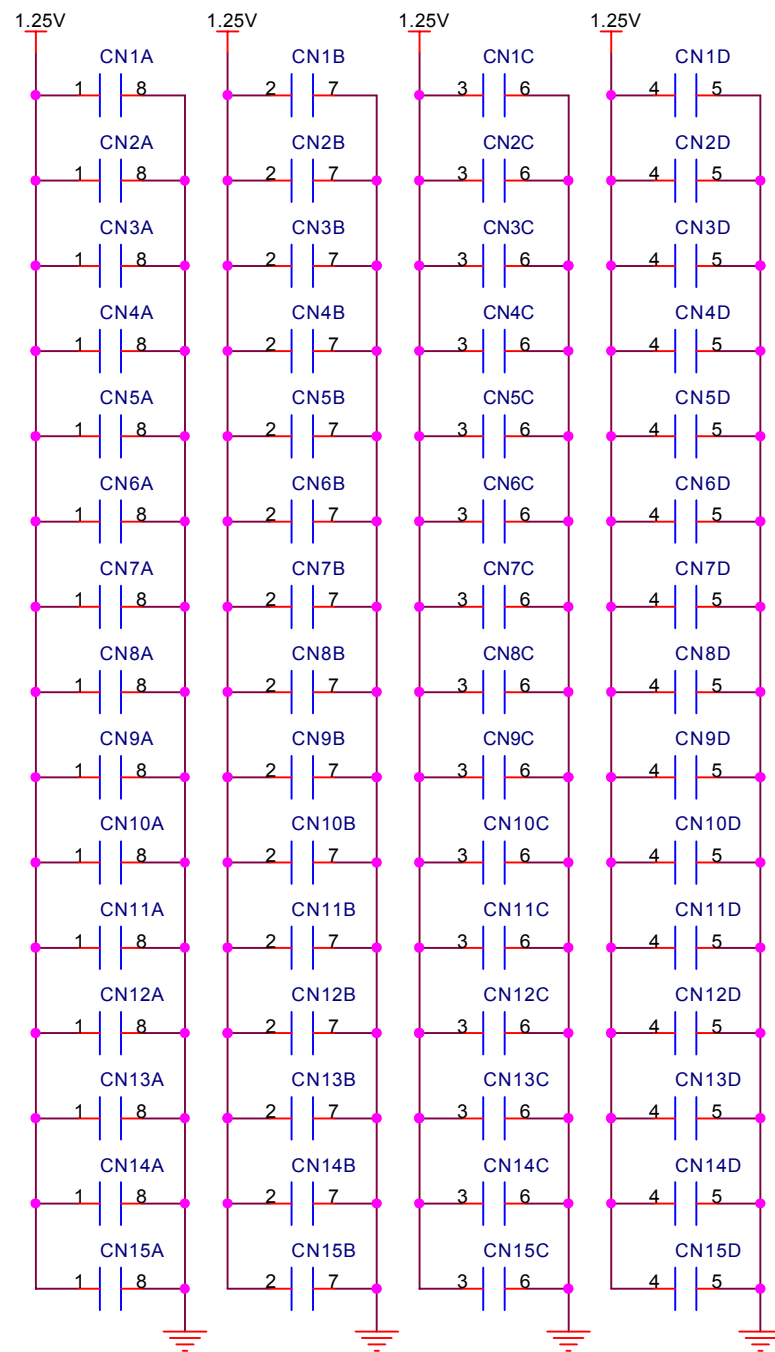 1.25V 1.25V 1.25V 1.25V
CN1A CN1B CN1C CN1D
1 8 2 7 3 6 4 5
CN2A CN2B CN2C CN2D
1 8 2 7 3 6 4 5
CN3A CN3B CN3C CN3D
1 8 2 7 3 6 4 5
CN4A CN4B CN4C CN4D
1 8 2 7 3 6 4 5
CN5A CN5B CN5C CN5D
1 8 2 7 3 6 4 5
CN6A CN6B CN6C CN6D
1 8 2 7 3 6 4 5
CN7A CN7B CN7C CN7D
1 8 2 7 3 6 4 5
CN8A CN8B CN8C CN8D
1 8 2 7 3 6 4 5
CN9A CN9B CN9C CN9D
1 8 2 7 3 6 4 5
CN10A CN10B CN10C CN10D
1 8 2 7 3 6 4 5
CN11A CN11B CN11C CN11D
1 8 2 7 3 6 4 5
CN12A CN12B CN12C CN12D
1 8 2 7 3 6 4 5
CN13A CN13B CN13C CN13D
1 8 2 7 3 6 4 5
CN14A CN14B CN14C CN14D
1 8 2 7 3 6 4 5
CN15A CN15B CN15C CN15D
1 8 2 7 3 6 4 5